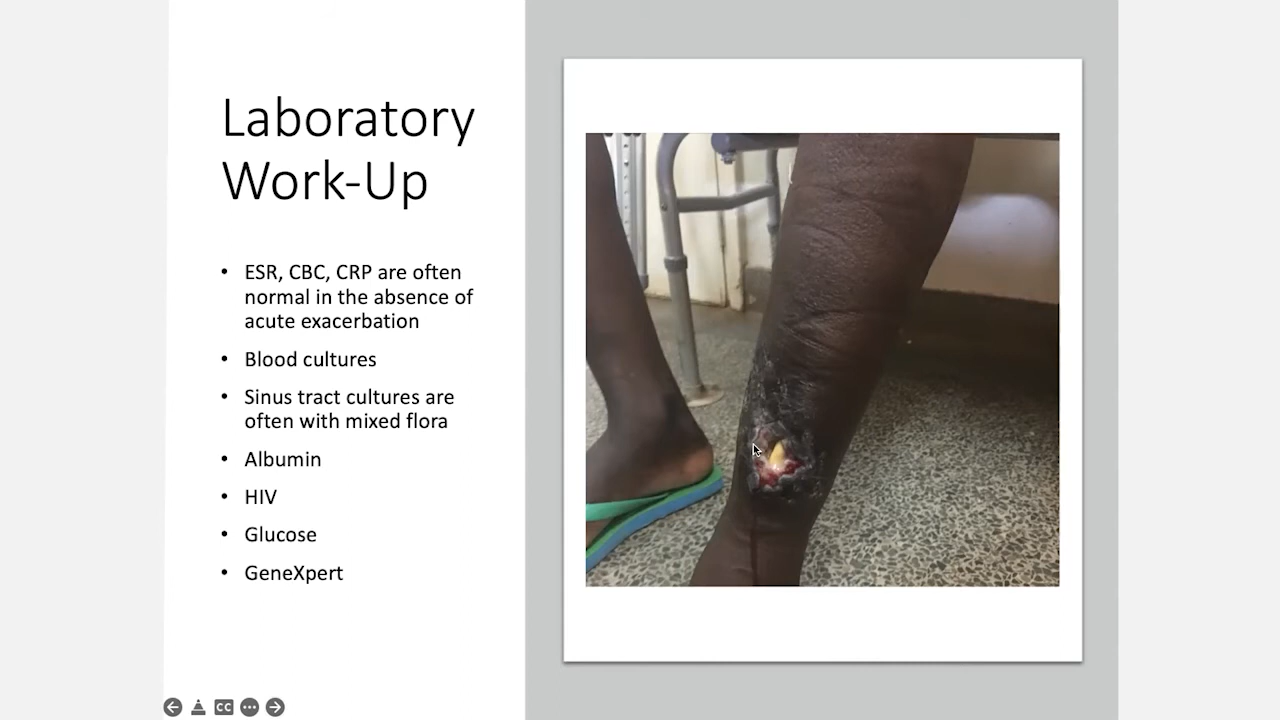 Laboratory
Work-Up
• ESR, CBC, CRP are often
normal in the absence of
acute exacerbation
• Blood cultures
• Sinus tract cultures are
often with mixed flora
• Albumin
• HIV
• Glucose
• GeneXpert
CC